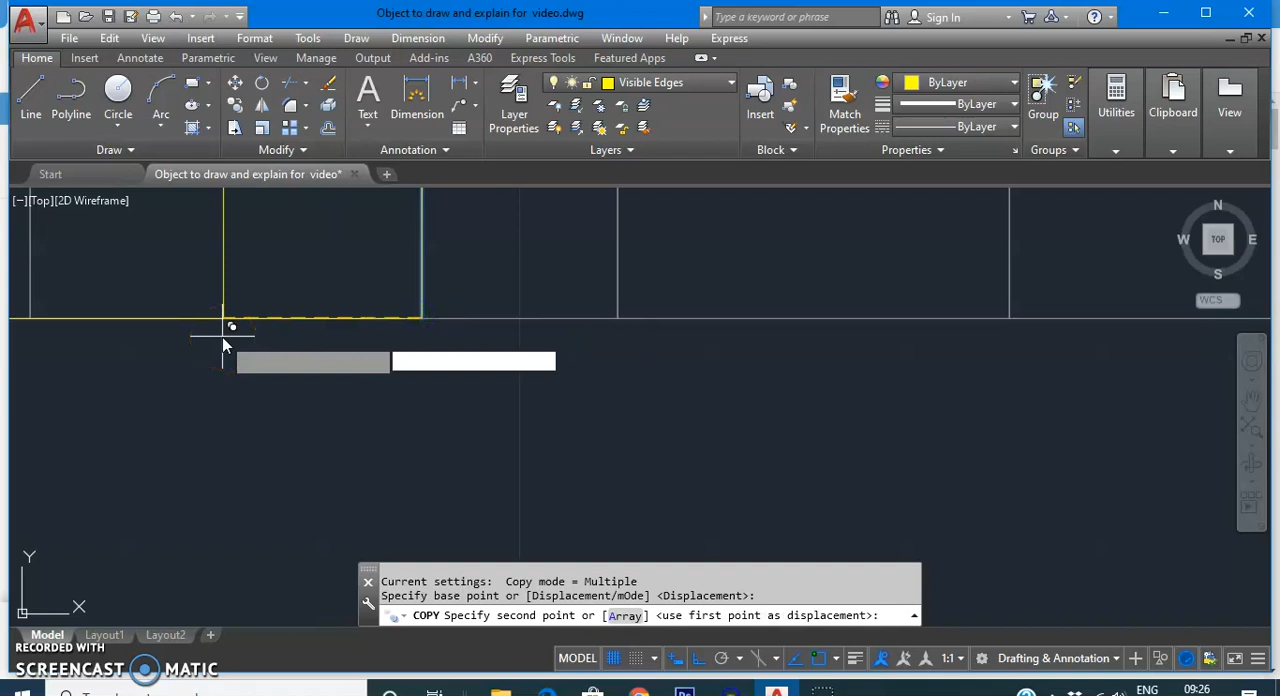 Object to draw and explain for video.dwg
Type a keyword or phrase
Sign In
File Edit View Insert Format Tools Draw Dimension Modify Parametric Window Help Express
Home Insert Annotate Parametric View Manage Output Add-ins A360 Express Tools Featured Apps
Visible Edges
ByLayer
Line Polyline Circle Arc
Text Dimension
Layer Properties
Insert
Match Properties
ByLayer
ByLayer
Group
Utilities
Clipboard
View
Draw Modify Annotation Layers Block Properties Groups
Start
Object to draw and explain for video*
[−][Top][2D Wireframe]
N
W TOP E
S
WCS
Y
X
Current settings: Copy mode = Multiple
Specify base point or [Displacement/mOde] <Displacement>:
COPY Specify second point or [Array] <use first point as displacement>:
Model Layout1 Layout2
RECORDED WITH
SCREENCAST MATIC
MODEL
1:1
Drafting & Annotation
ENG
09:26